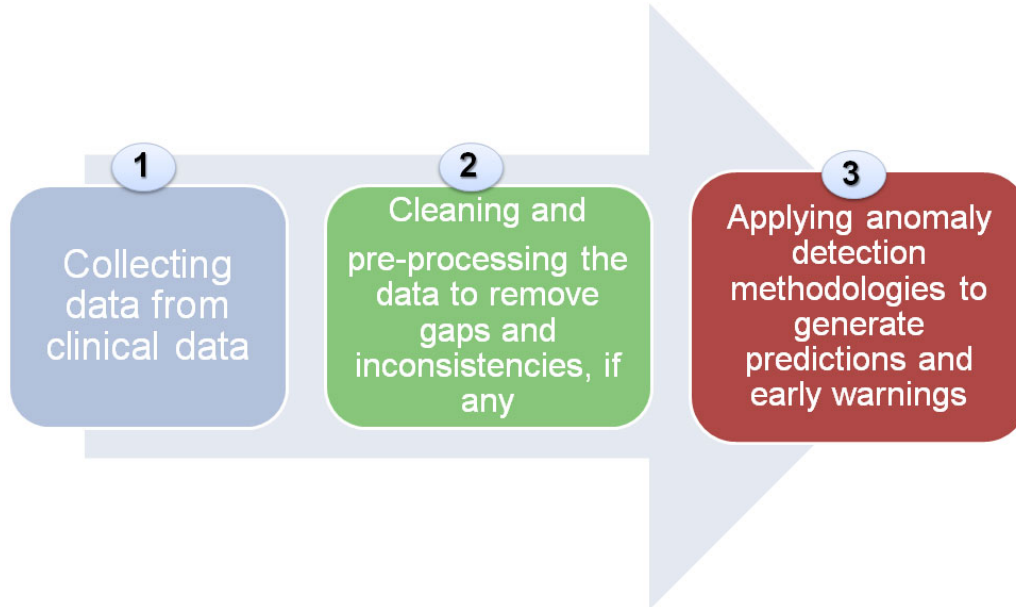 1
Collecting
data from
clinical data
2
Cleaning and
pre-processing the
data to remove
gaps and
inconsistencies, if
any
3
Applying anomaly
detection
methodologies to
generate
predictions and
early warnings